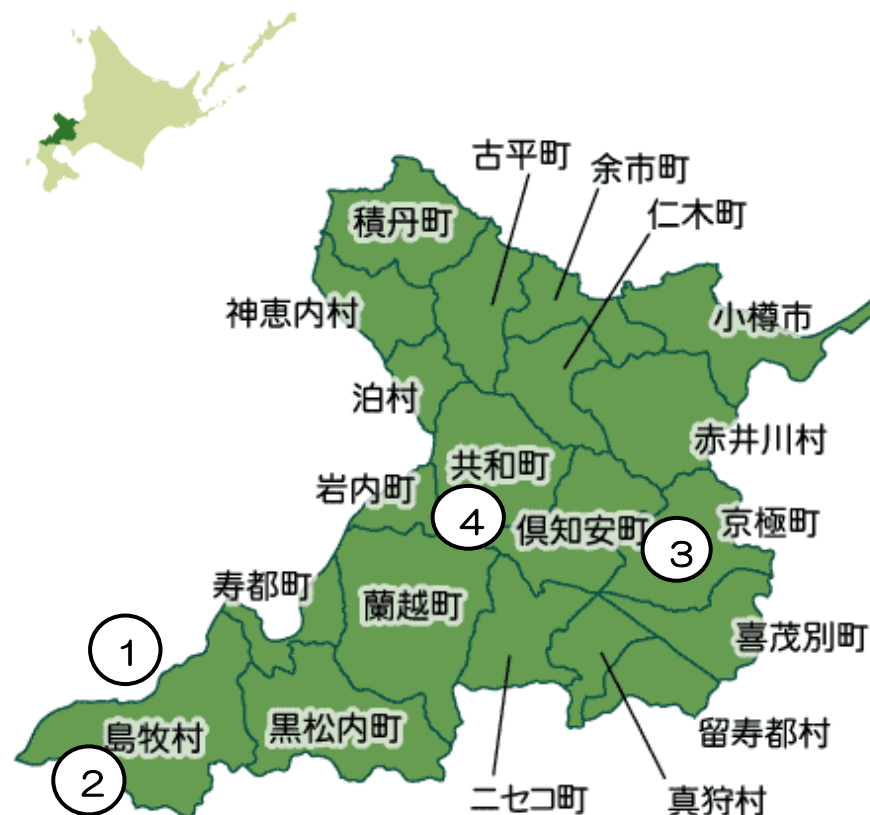 古平町
余市町
仁木町
積丹町
神恵内村
小樽市
泊村
赤井川村
共和町
岩内町
4
倶知安町
京極町
3
寿都町
蘭越町
1
喜茂別町
島牧村
黒松内町
留寿都村
2
ニセコ町
真狩村